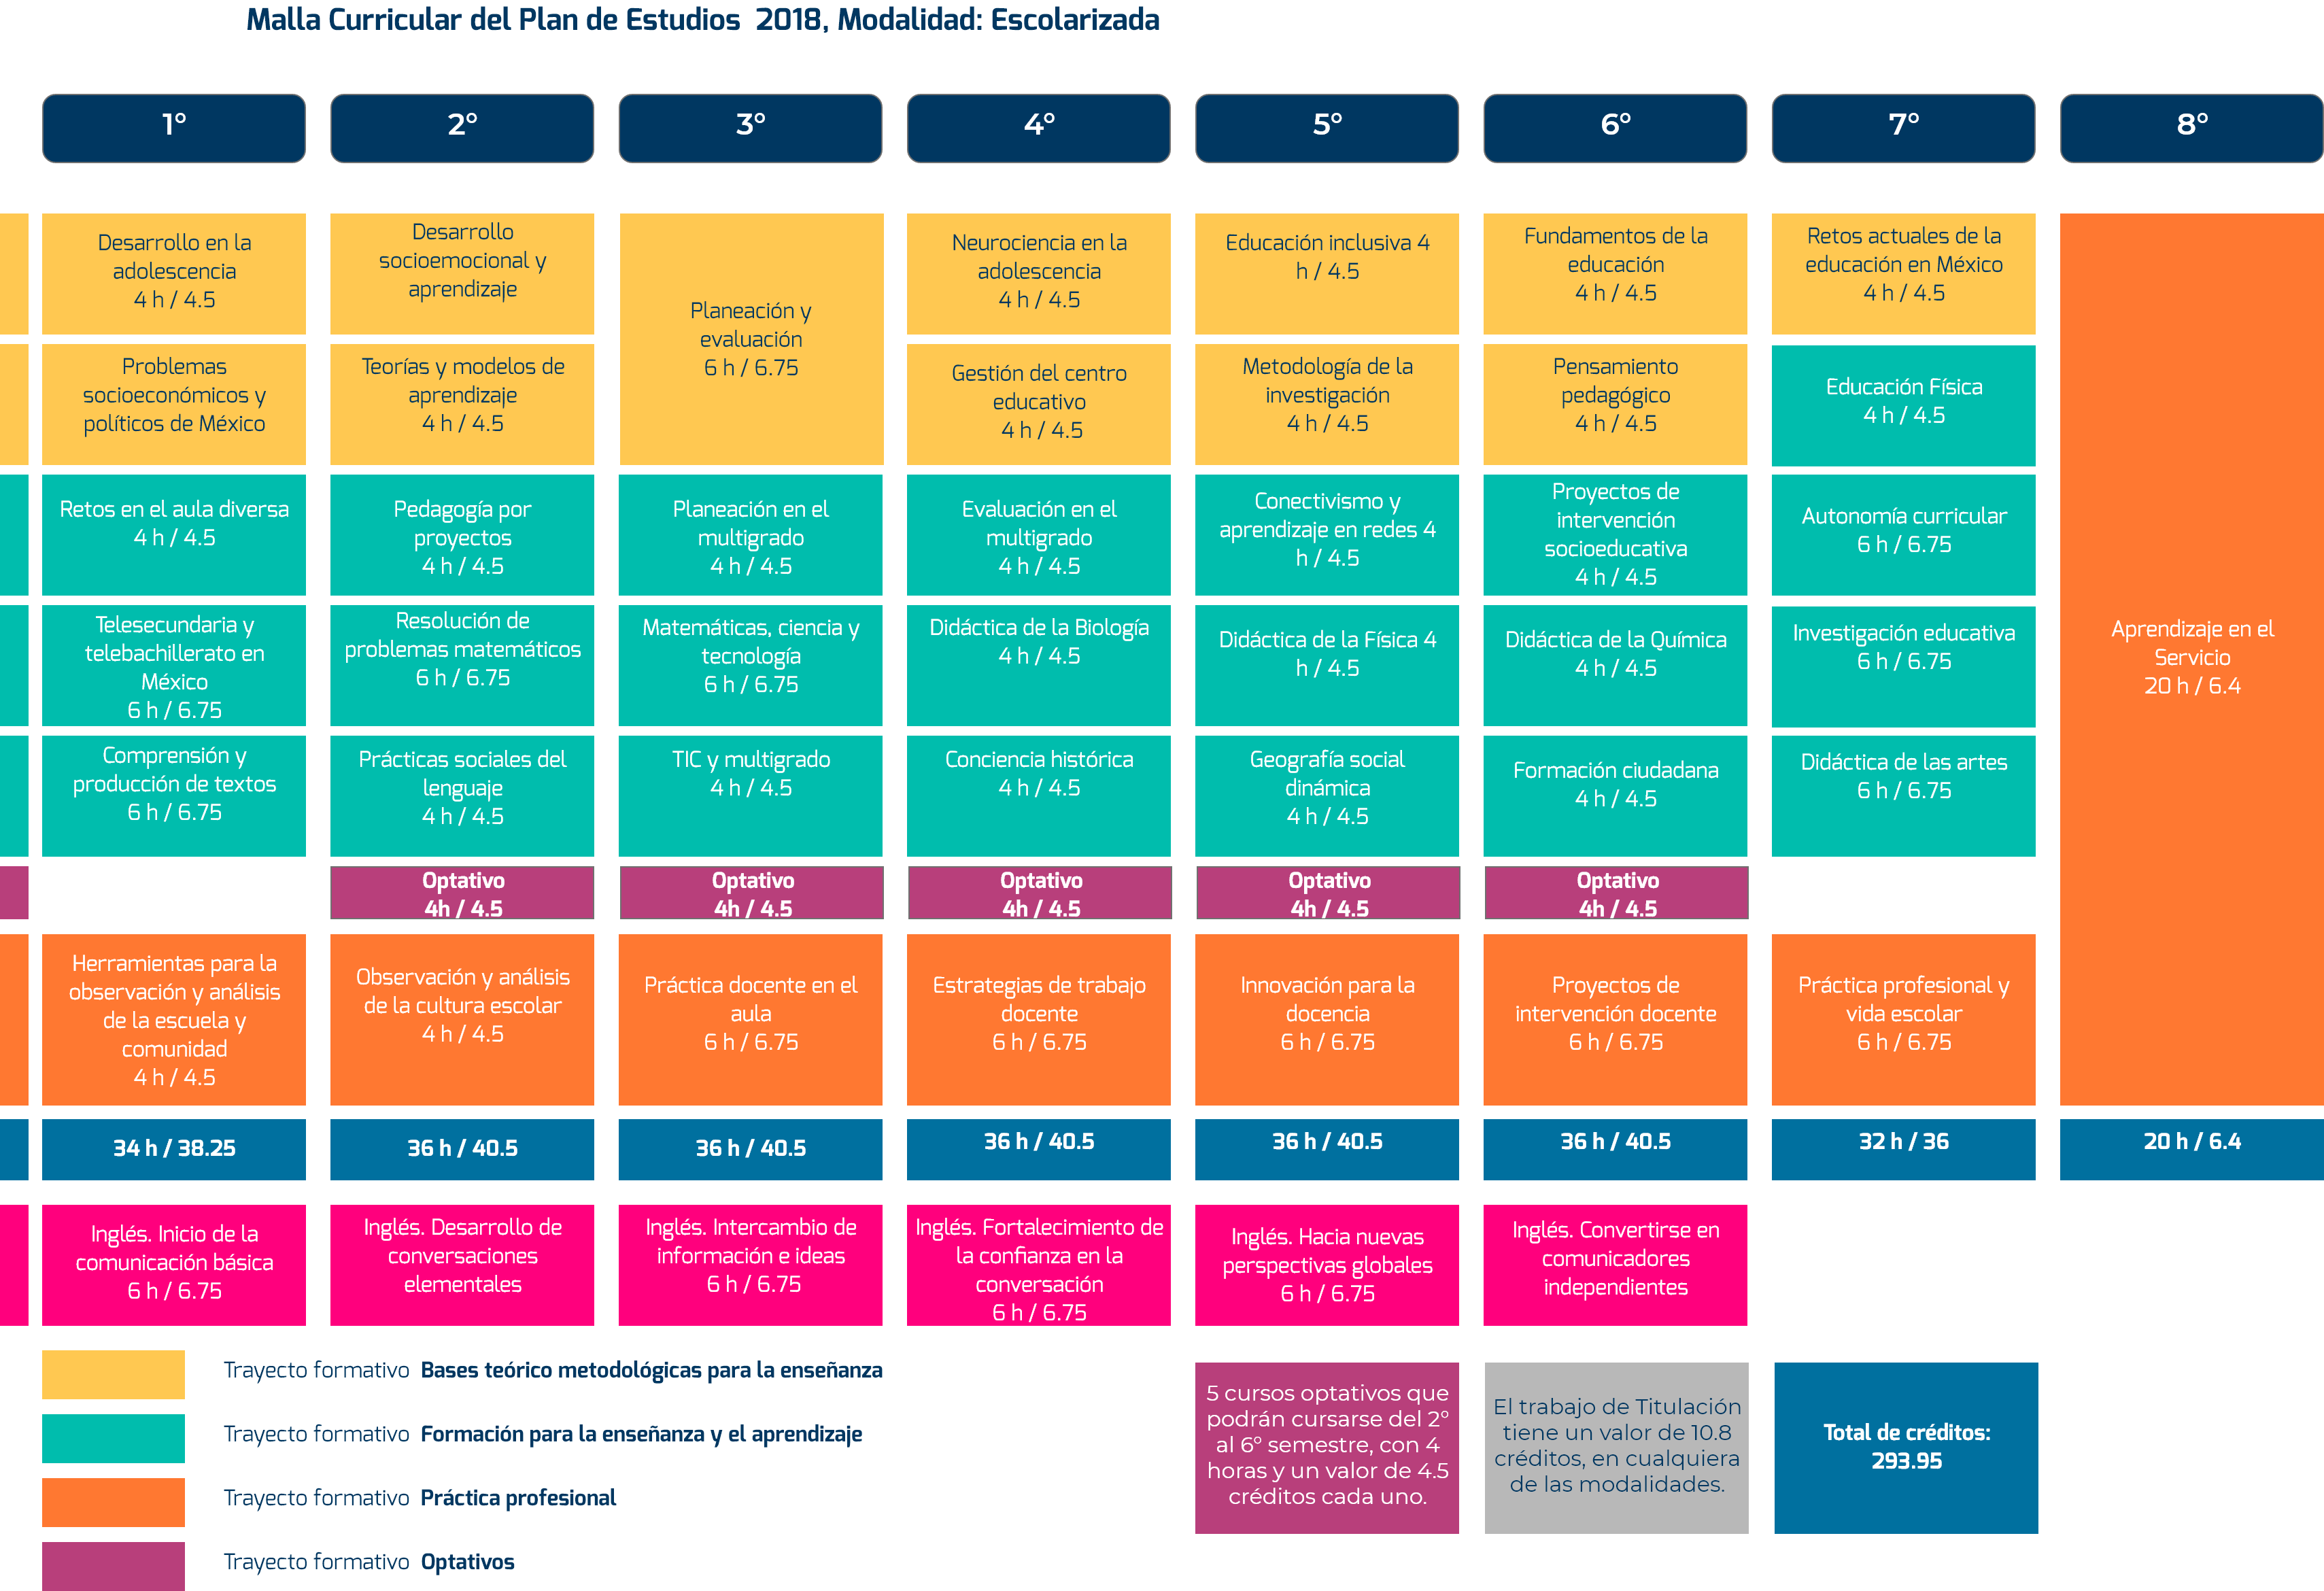 Malla Curricular del Plan de Estudios 2018, Modalidad: Escolarizada
1°
2°
3°
4°
5°
6°
7°
8°
Desarrollo en la
adolescencia
4 h / 4.5
Desarrollo
socioemocional y
aprendizaje
Planeación y
evaluación
6 h / 6.75
Neurociencia en la
adolescencia
4 h / 4.5
Educación inclusiva 4
h / 4.5
Fundamentos de la
educación
4 h / 4.5
Retos actuales de la
educación en México
4 h / 4.5
Problemas
socioeconómicos y
políticos de México
Teorías y modelos de
aprendizaje
4 h / 4.5
Gestión del centro
educativo
4 h / 4.5
Metodología de la
investigación
4 h / 4.5
Pensamiento
pedagógico
4 h / 4.5
Educación Física
4 h / 4.5
Retos en el aula diversa
4 h / 4.5
Pedagogía por
proyectos
4 h / 4.5
Planeación en el
multigrado
4 h / 4.5
Evaluación en el
multigrado
4 h / 4.5
Conectivismo y
aprendizaje en redes 4
h / 4.5
Proyectos de
intervención
socioeducativa
4 h / 4.5
Autonomía curricular
6 h / 6.75
Telesecundaria y
telebachillerato en
México
6 h / 6.75
Resolución de
problemas matemáticos
6 h / 6.75
Matemáticas, ciencia y
tecnología
6 h / 6.75
Didáctica de la Biología
4 h / 4.5
Didáctica de la Física 4
h / 4.5
Didáctica de la Química
4 h / 4.5
Investigación educativa
6 h / 6.75
Aprendizaje en el
Servicio
20 h / 6.4
Comprensión y
producción de textos
6 h / 6.75
Prácticas sociales del
lenguaje
4 h / 4.5
TIC y multigrado
4 h / 4.5
Conciencia histórica
4 h / 4.5
Geografía social
dinámica
4 h / 4.5
Formación ciudadana
4 h / 4.5
Didáctica de las artes
6 h / 6.75
Optativo
4h / 4.5
Optativo
4h / 4.5
Optativo
4h / 4.5
Optativo
4h / 4.5
Optativo
4h / 4.5
Herramientas para la
observación y análisis
de la escuela y
comunidad
4 h / 4.5
Observación y análisis
de la cultura escolar
4 h / 4.5
Práctica docente en el
aula
6 h / 6.75
Estrategias de trabajo
docente
6 h / 6.75
Innovación para la
docencia
6 h / 6.75
Proyectos de
intervención docente
6 h / 6.75
Práctica profesional y
vida escolar
6 h / 6.75
34 h / 38.25
36 h / 40.5
36 h / 40.5
36 h / 40.5
36 h / 40.5
36 h / 40.5
32 h / 36
20 h / 6.4
Inglés. Inicio de la
comunicación básica
6 h / 6.75
Inglés. Desarrollo de
conversaciones
elementales
Inglés. Intercambio de
información e ideas
6 h / 6.75
Inglés. Fortalecimiento de
la confianza en la
conversación
6 h / 6.75
Inglés. Hacia nuevas
perspectivas globales
6 h / 6.75
Inglés. Convertirse en
comunicadores
independientes
Trayecto formativo Bases teórico metodológicas para la enseñanza
Trayecto formativo Formación para la enseñanza y el aprendizaje
Trayecto formativo Práctica profesional
Trayecto formativo Optativos
5 cursos optativos que
podrán cursarse del 2°
al 6° semestre, con 4
horas y un valor de 4.5
créditos cada uno.
El trabajo de Titulación
tiene un valor de 10.8
créditos, en cualquiera
de las modalidades.
Total de créditos:
293.95